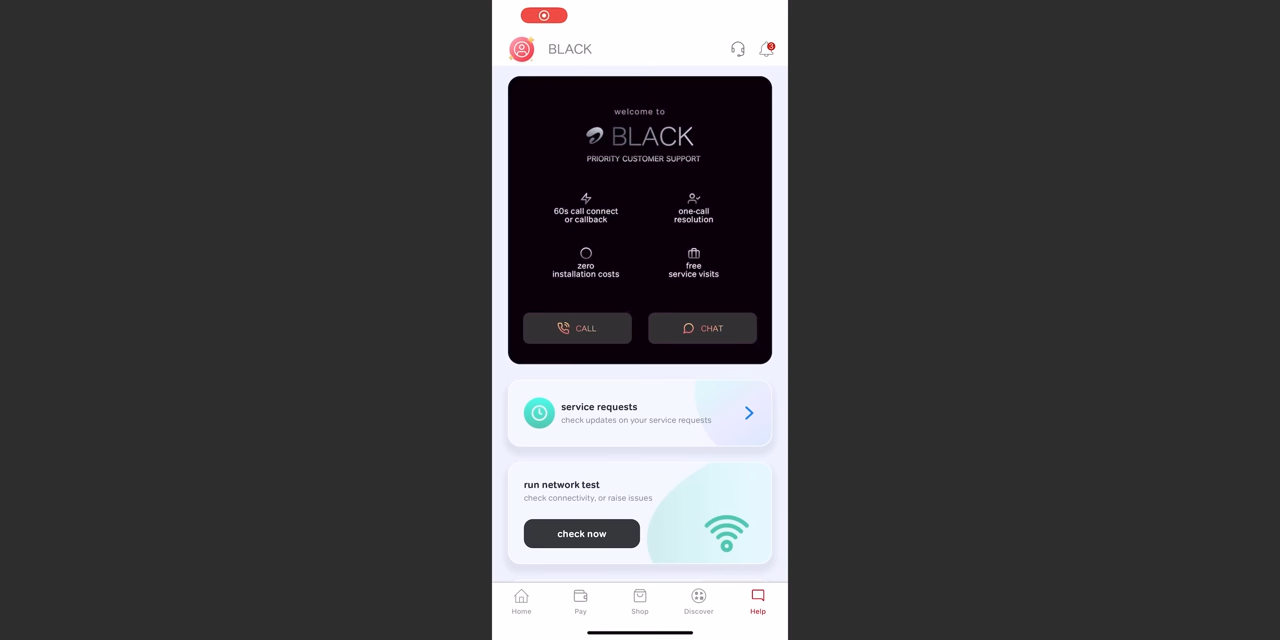 BLACK
3
welcome to
BLACK
PRIORITY CUSTOMER SUPPORT
60s call connect
or callback
one-call
resolution
zero
installation costs
free
service visits
CALL
CHAT
service requests
check updates on your service requests
run network test
check connectivity, or raise issues
check now
Home
Pay
Shop
Discover
Help